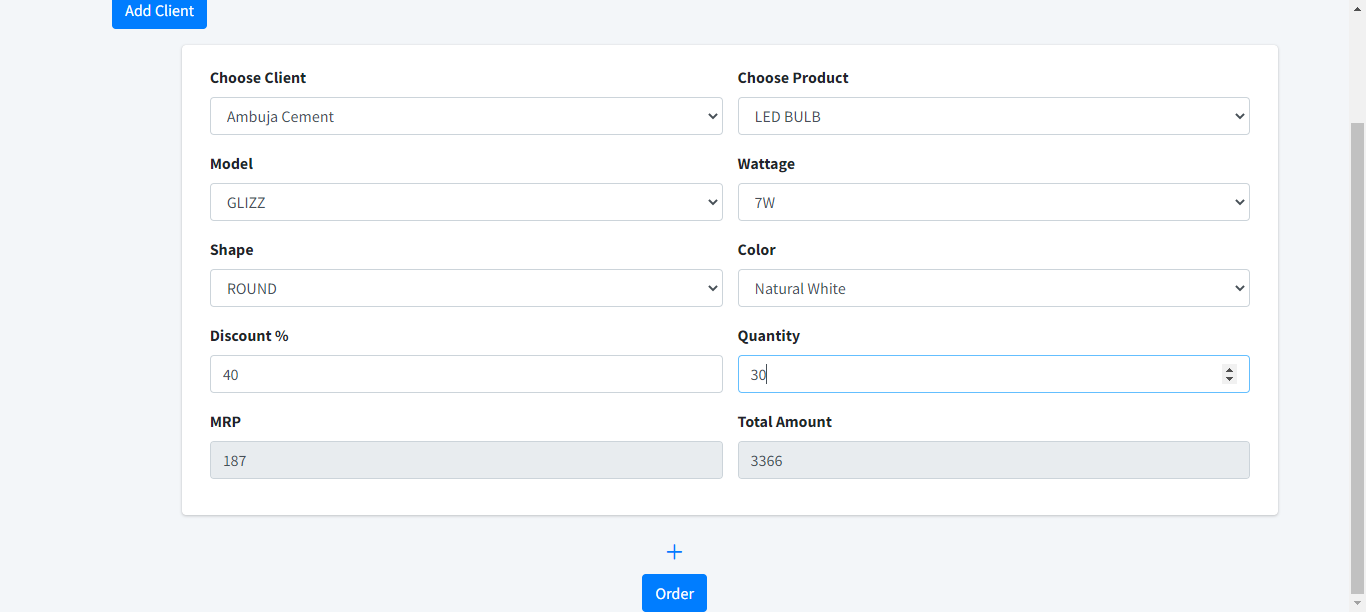 Add Client
Choose Client Choose Product
Ambuja Cement LED BULB
Model Wattage
GLIZZ 7W
Shape Color
ROUND Natural White
Discount % Quantity
40 30
MRP Total Amount
187 3366
+
Order